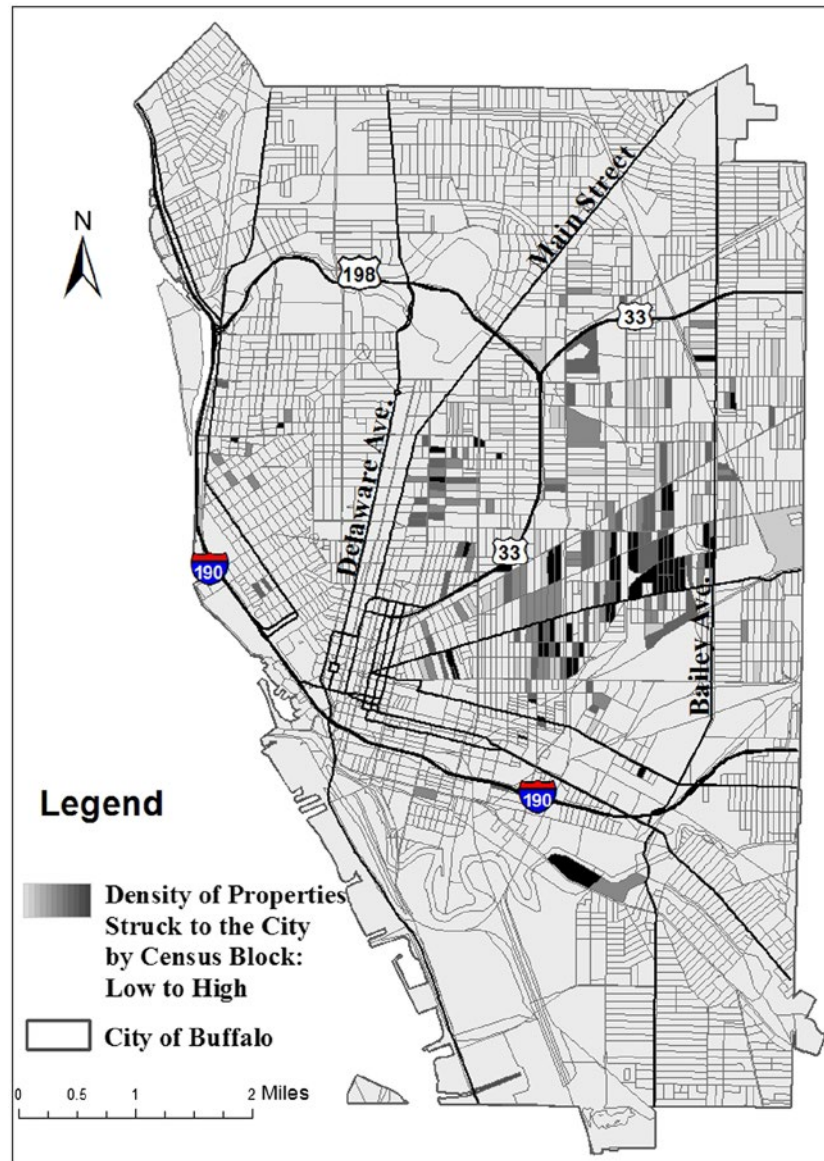 N
198
Main Street
33
Delaware Ave.
33
190
Bailey Ave.
190
Legend
Density of Properties
Struck to the City
by Census Block:
Low to High
City of Buffalo
0 0.5 1 2 Miles